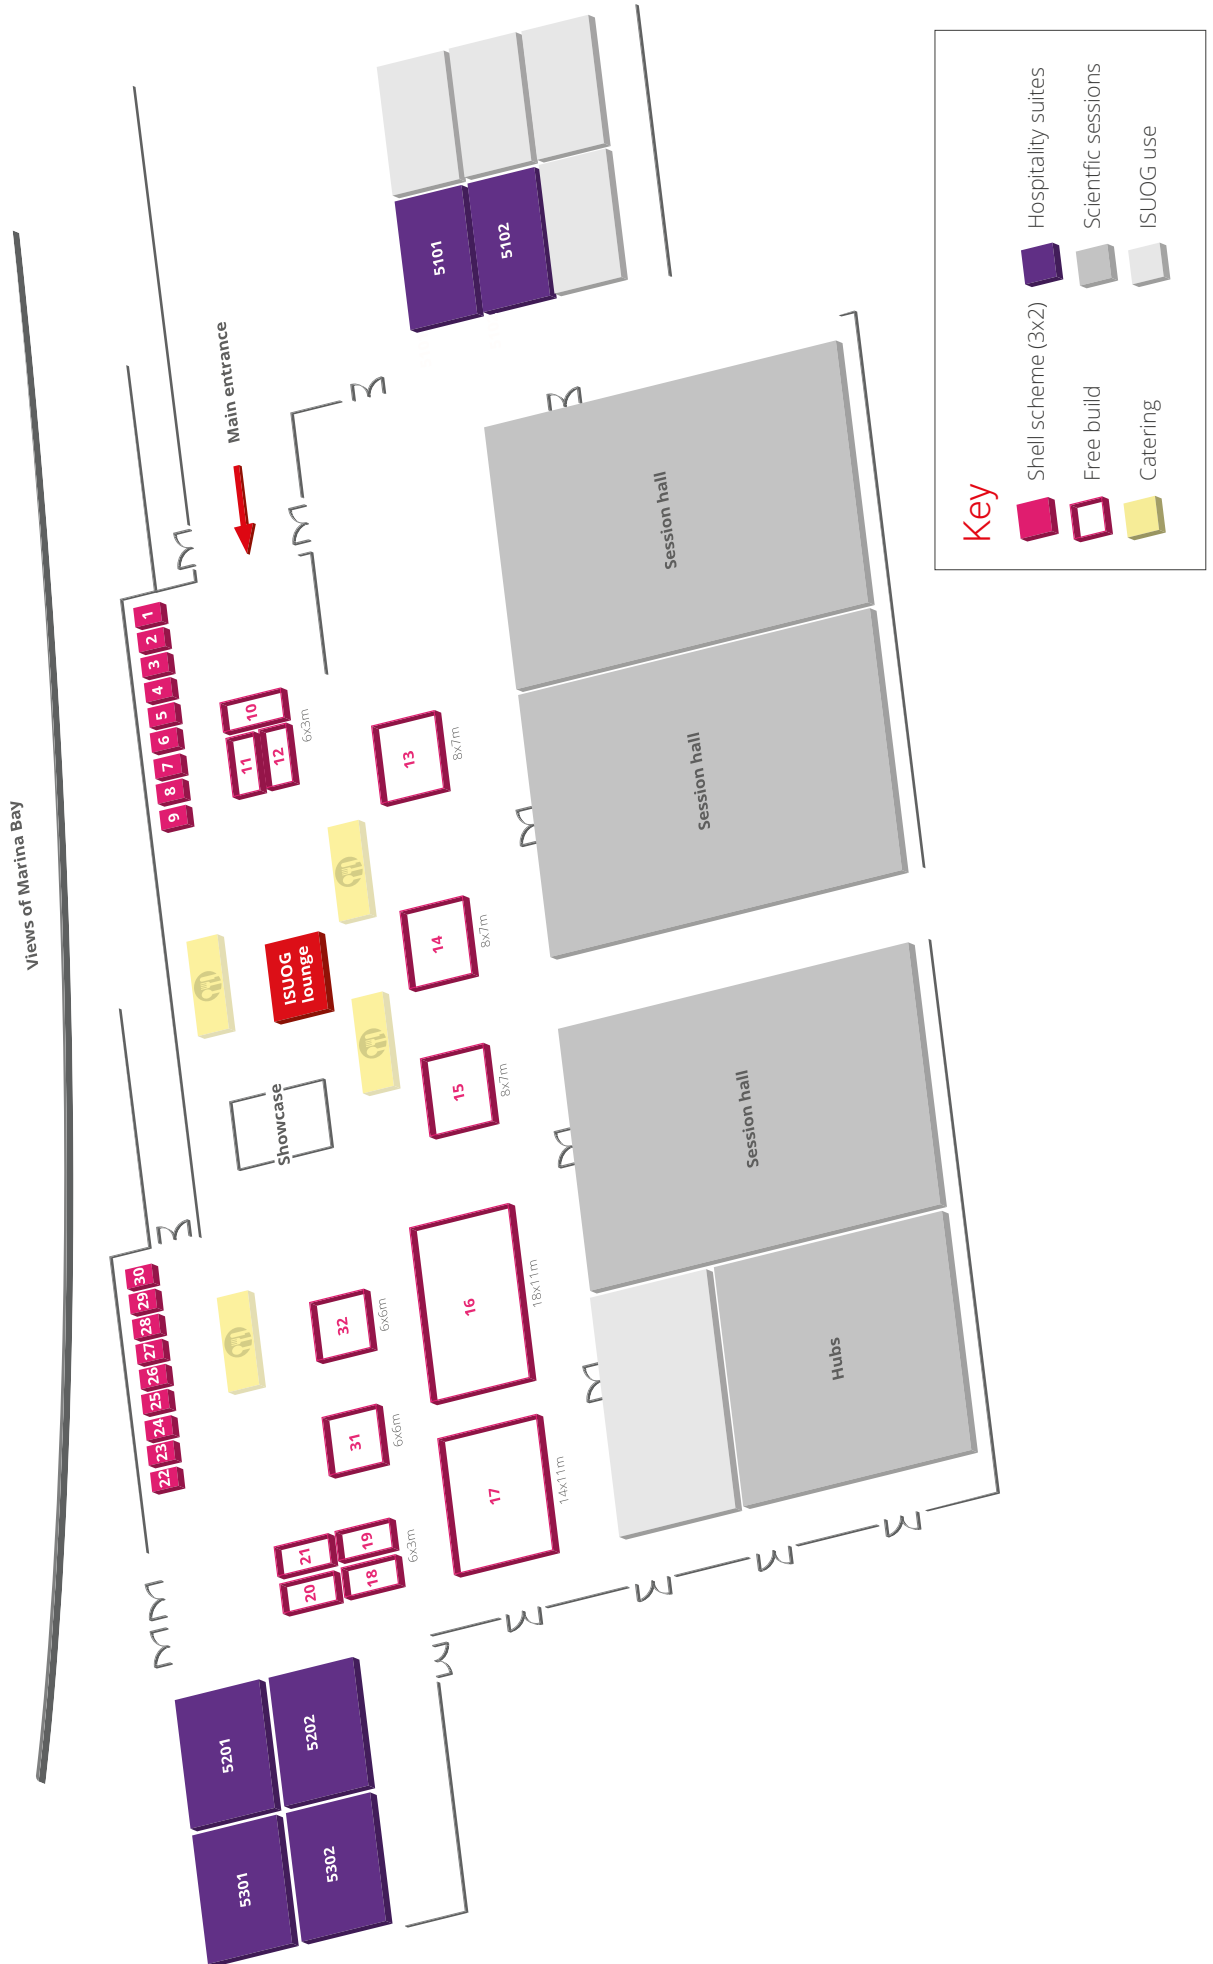 Views of Marina Bay
Main entrance
5101
5102
1
2
3
4
5
6
7
8
9
10
11
12
6x3m
13
8x7m
14
8x7m
15
8x7m
ISUOG
lounge
Showcase
Session hall
Session hall
Session hall
Hubs
16
18x11m
17
14x11m
32
6x6m
31
6x6m
30
29
28
27
26
25
24
23
22
21
19
20
18
6x3m
5201
5202
5301
5302
Key
Shell scheme (3x2)
Free build
Catering
Hospitality suites
Scientfic sessions
ISUOG use